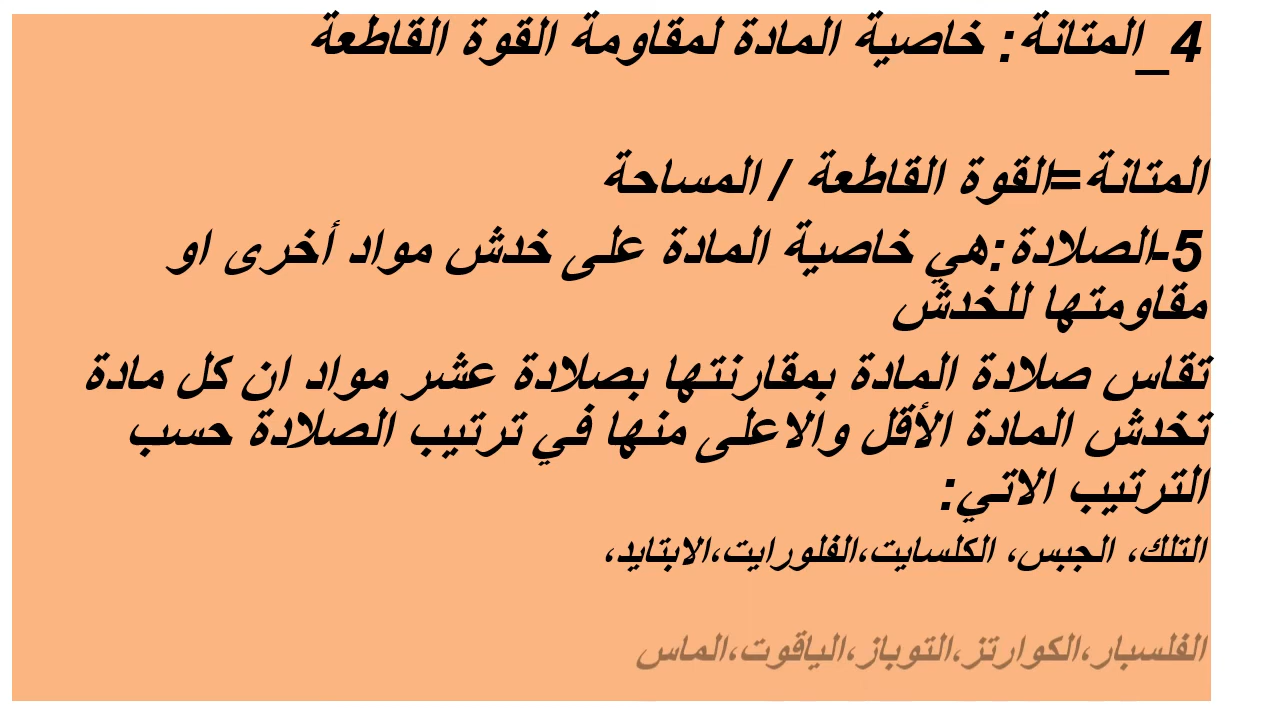 4_المتانة: خاصية المادة لمقاومة القوة القاطعة
المتانة=القوة القاطعة / المساحة
5-الصلادة:هي خاصية المادة على خدش مواد أخرى او
مقاومتها للخدش
تقاس صلادة المادة بمقارنتها بصلادة عشر مواد ان كل مادة
تخدش المادة الأقل والاعلى منها في ترتيب الصلادة حسب
الترتيب الاتي:
التلك، الجبس، الكلسايت،الفلورايت،الابتايد،
الفلسبار،الكوارتز،التوباز،الياقوت،الماس